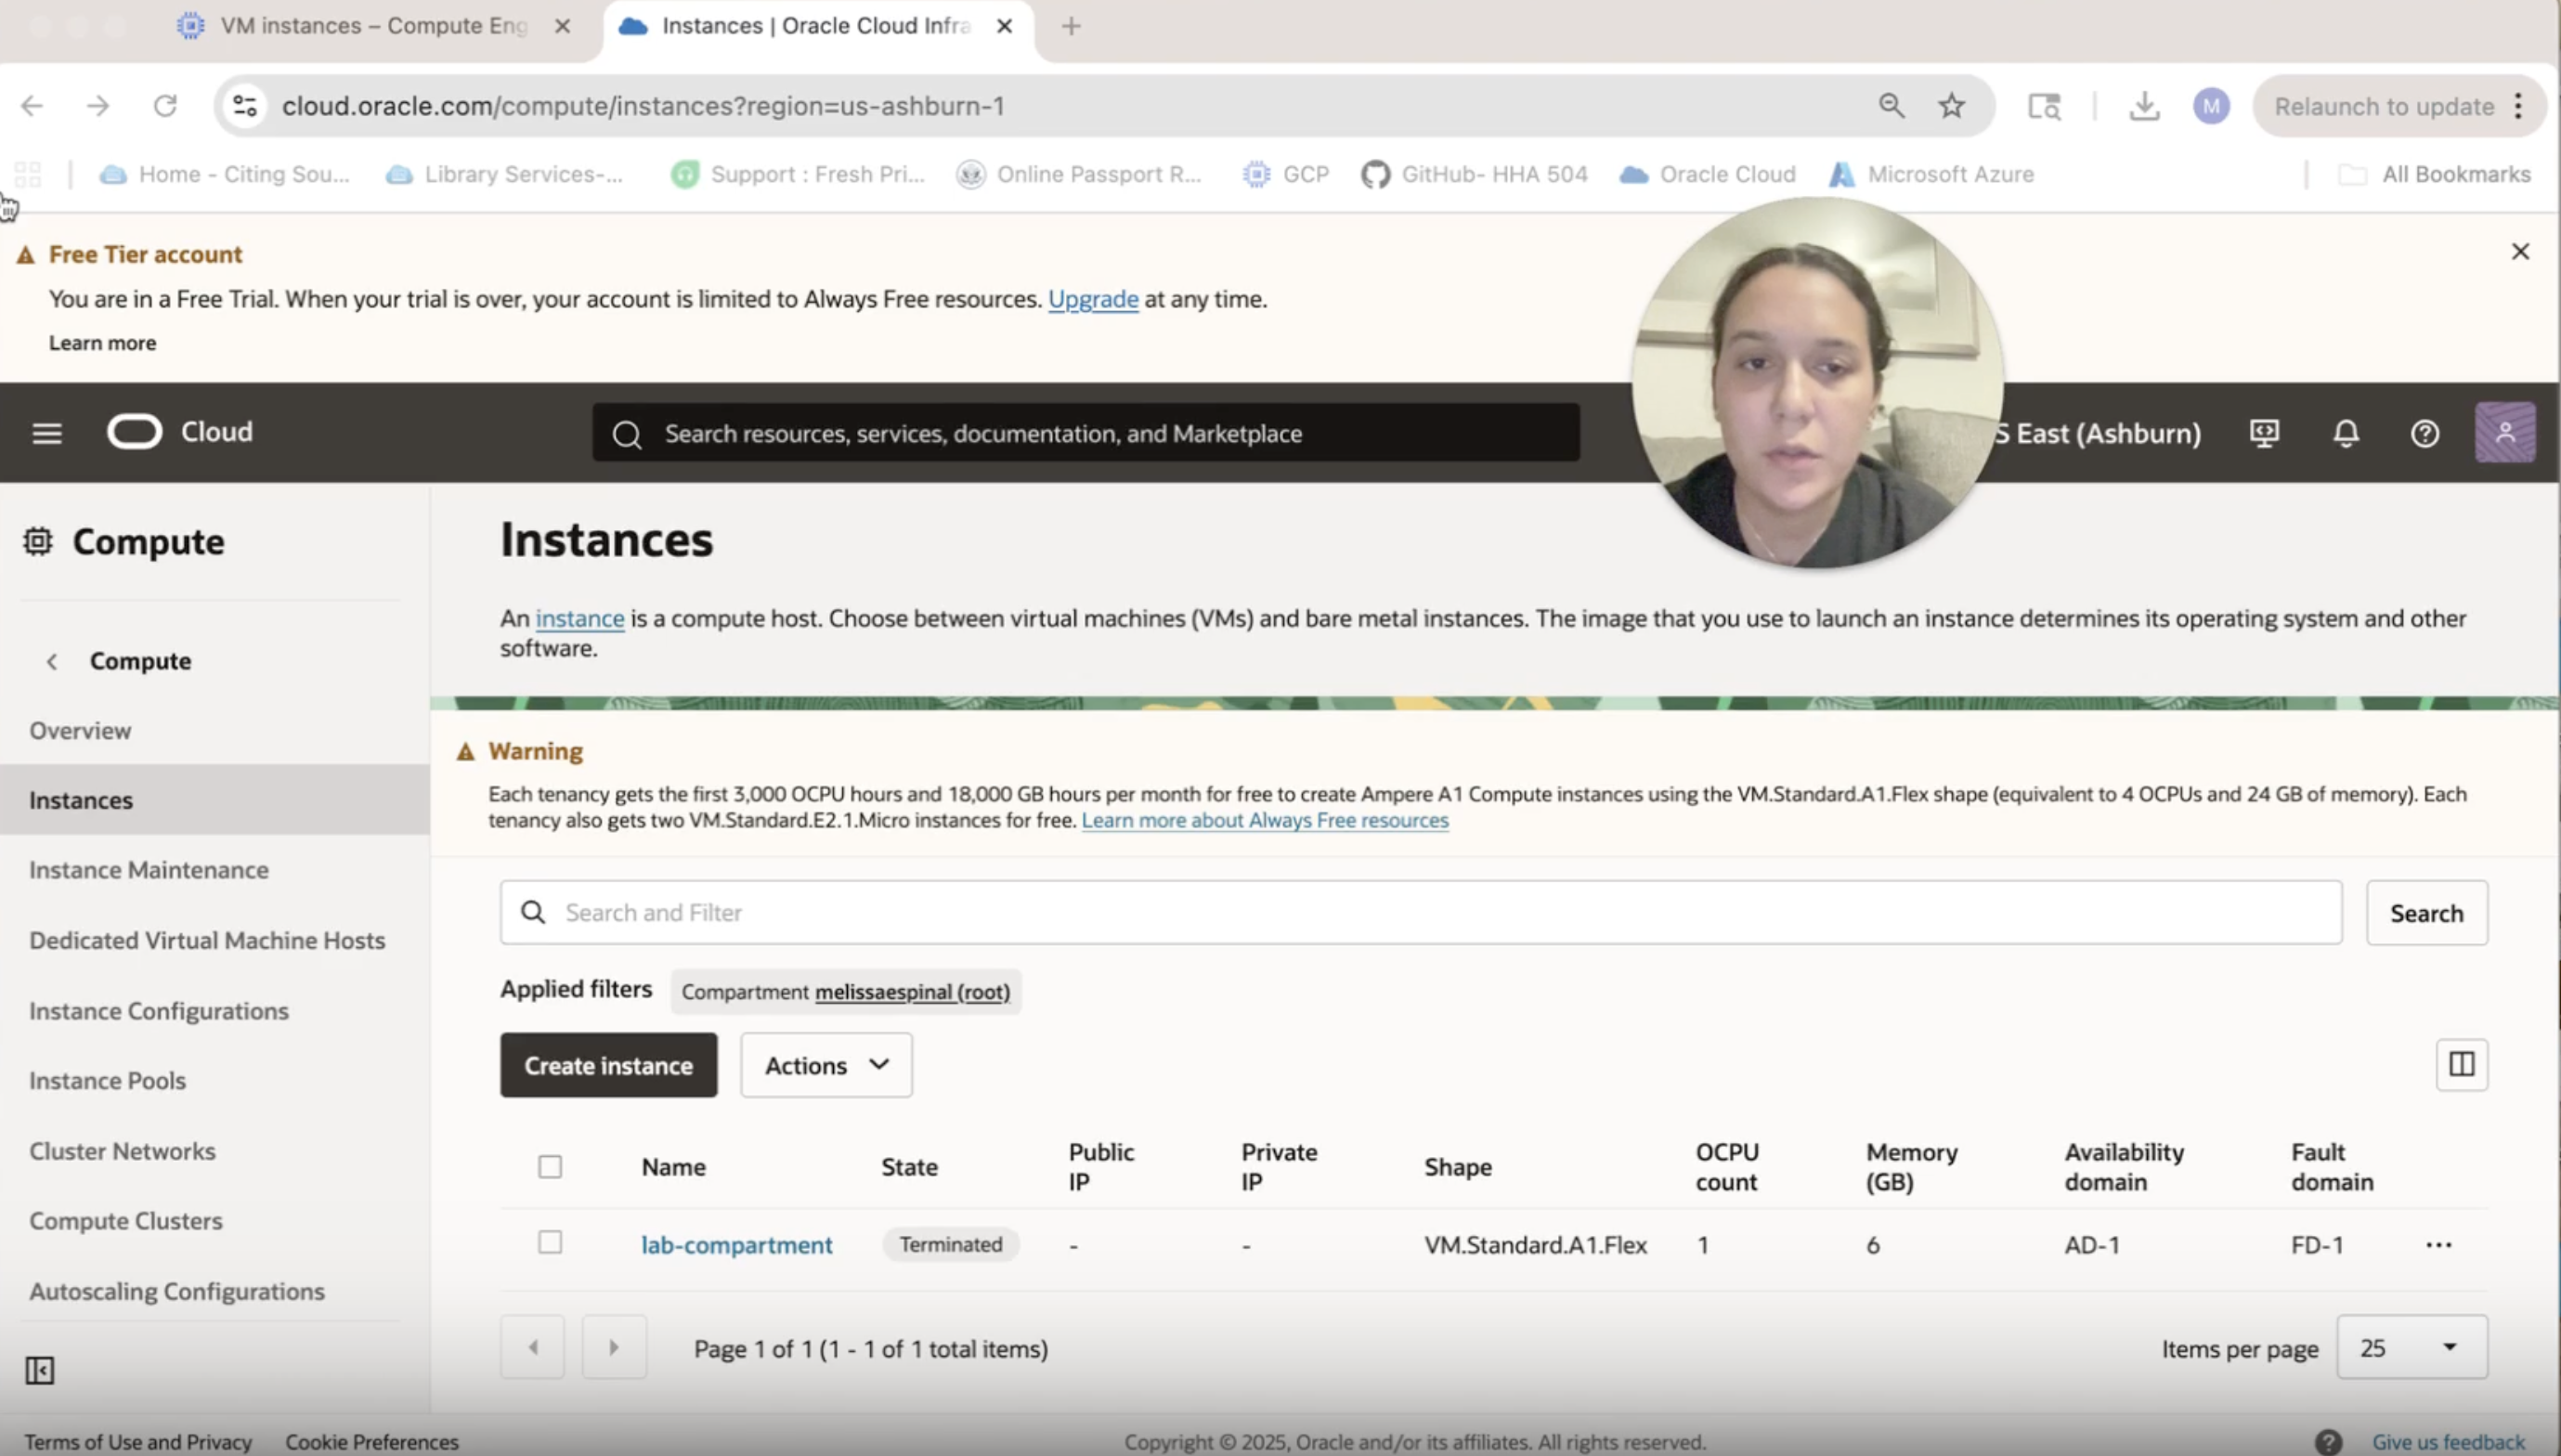 VM instances – Compute Eng
Instances | Oracle Cloud Infra
cloud.oracle.com/compute/instances?region=us-ashburn-1
M
Relaunch to update
Home - Citing Sou...
Library Services-...
Support : Fresh Pri...
Online Passport R...
GCP
GitHub- HHA 504
Oracle Cloud
Microsoft Azure
All Bookmarks
Free Tier account
You are in a Free Trial. When your trial is over, your account is limited to Always Free resources. Upgrade at any time.
Learn more
Cloud
Search resources, services, documentation, and Marketplace
S East (Ashburn)
Compute
Compute
Overview
Instances
Instance Maintenance
Dedicated Virtual Machine Hosts
Instance Configurations
Instance Pools
Cluster Networks
Compute Clusters
Autoscaling Configurations
Instances
An instance is a compute host. Choose between virtual machines (VMs) and bare metal instances. The image that you use to launch an instance determines its operating system and other
software.
Warning
Each tenancy gets the first 3,000 OCPU hours and 18,000 GB hours per month for free to create Ampere A1 Compute instances using the VM.Standard.A1.Flex shape (equivalent to 4 OCPUs and 24 GB of memory). Each
tenancy also gets two VM.Standard.E2.1.Micro instances for free. Learn more about Always Free resources
Search and Filter
Search
Applied filters
Compartment melissaespinal (root)
Create instance
Actions
Name State Public IP Private IP Shape OCPU count Memory (GB) Availability domain Fault domain
lab-compartment Terminated - - VM.Standard.A1.Flex 1 6 AD-1 FD-1 ...
Page 1 of 1 (1 - 1 of 1 total items)
Items per page 25
Terms of Use and Privacy
Cookie Preferences
Copyright © 2025, Oracle and/or its affiliates. All rights reserved.
Give us feedback